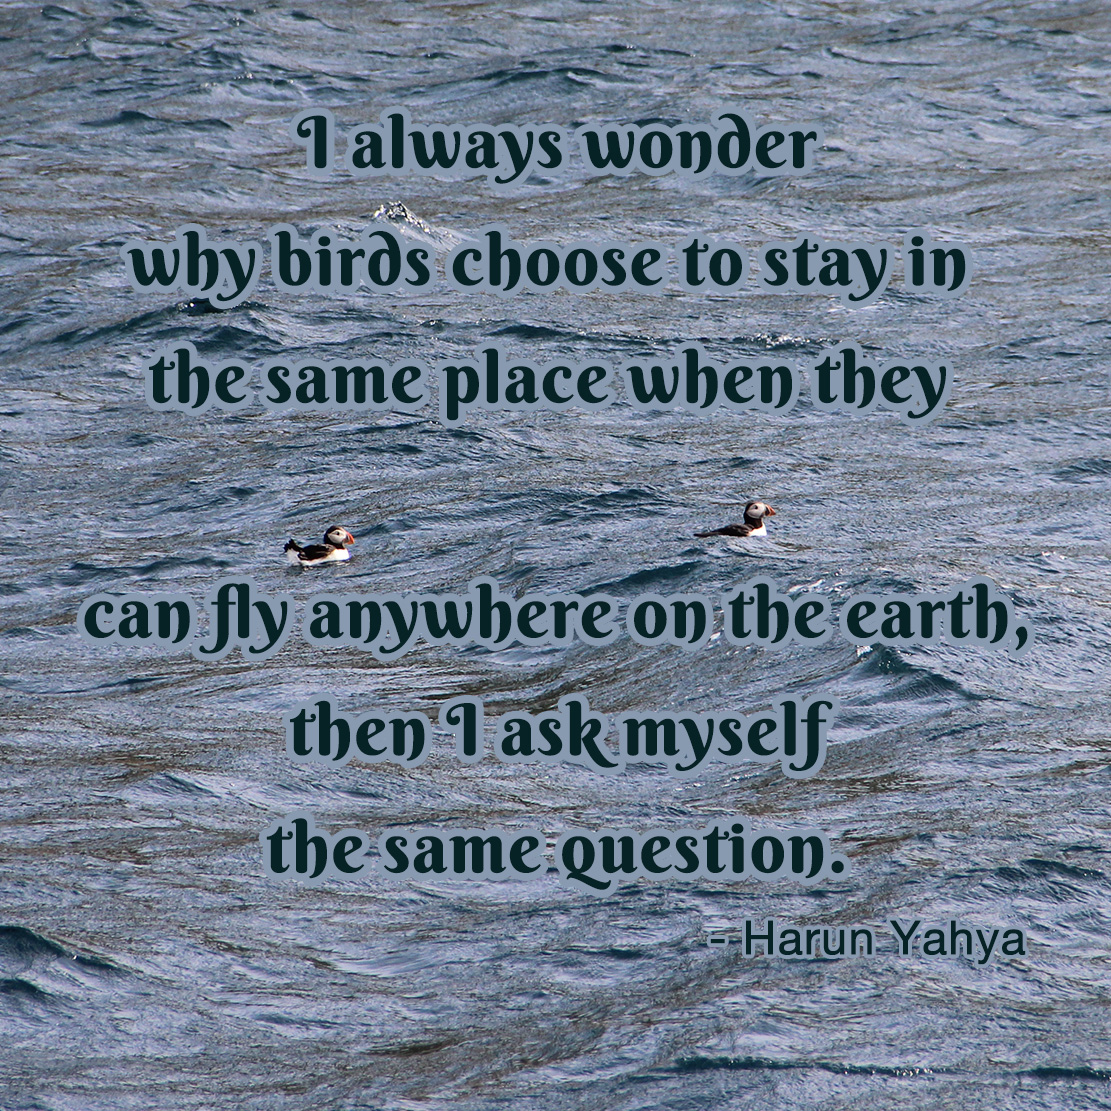 I always wonder
why birds choose to stay in
the same place when they
can fly anywhere on the earth,
then I ask myself
the same question.
- Harun Yahya